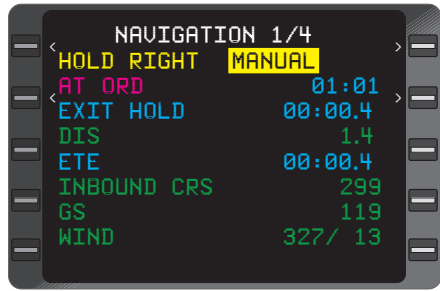 NAVIGATION 1/4
‹HOLD RIGHT MANUAL ›
‹AT ORD 01:01 ›
EXIT HOLD 00:00.4
DIS 1.4
ETE 00:00.4
INBOUND CRS 299
GS 119
WIND 327/ 13